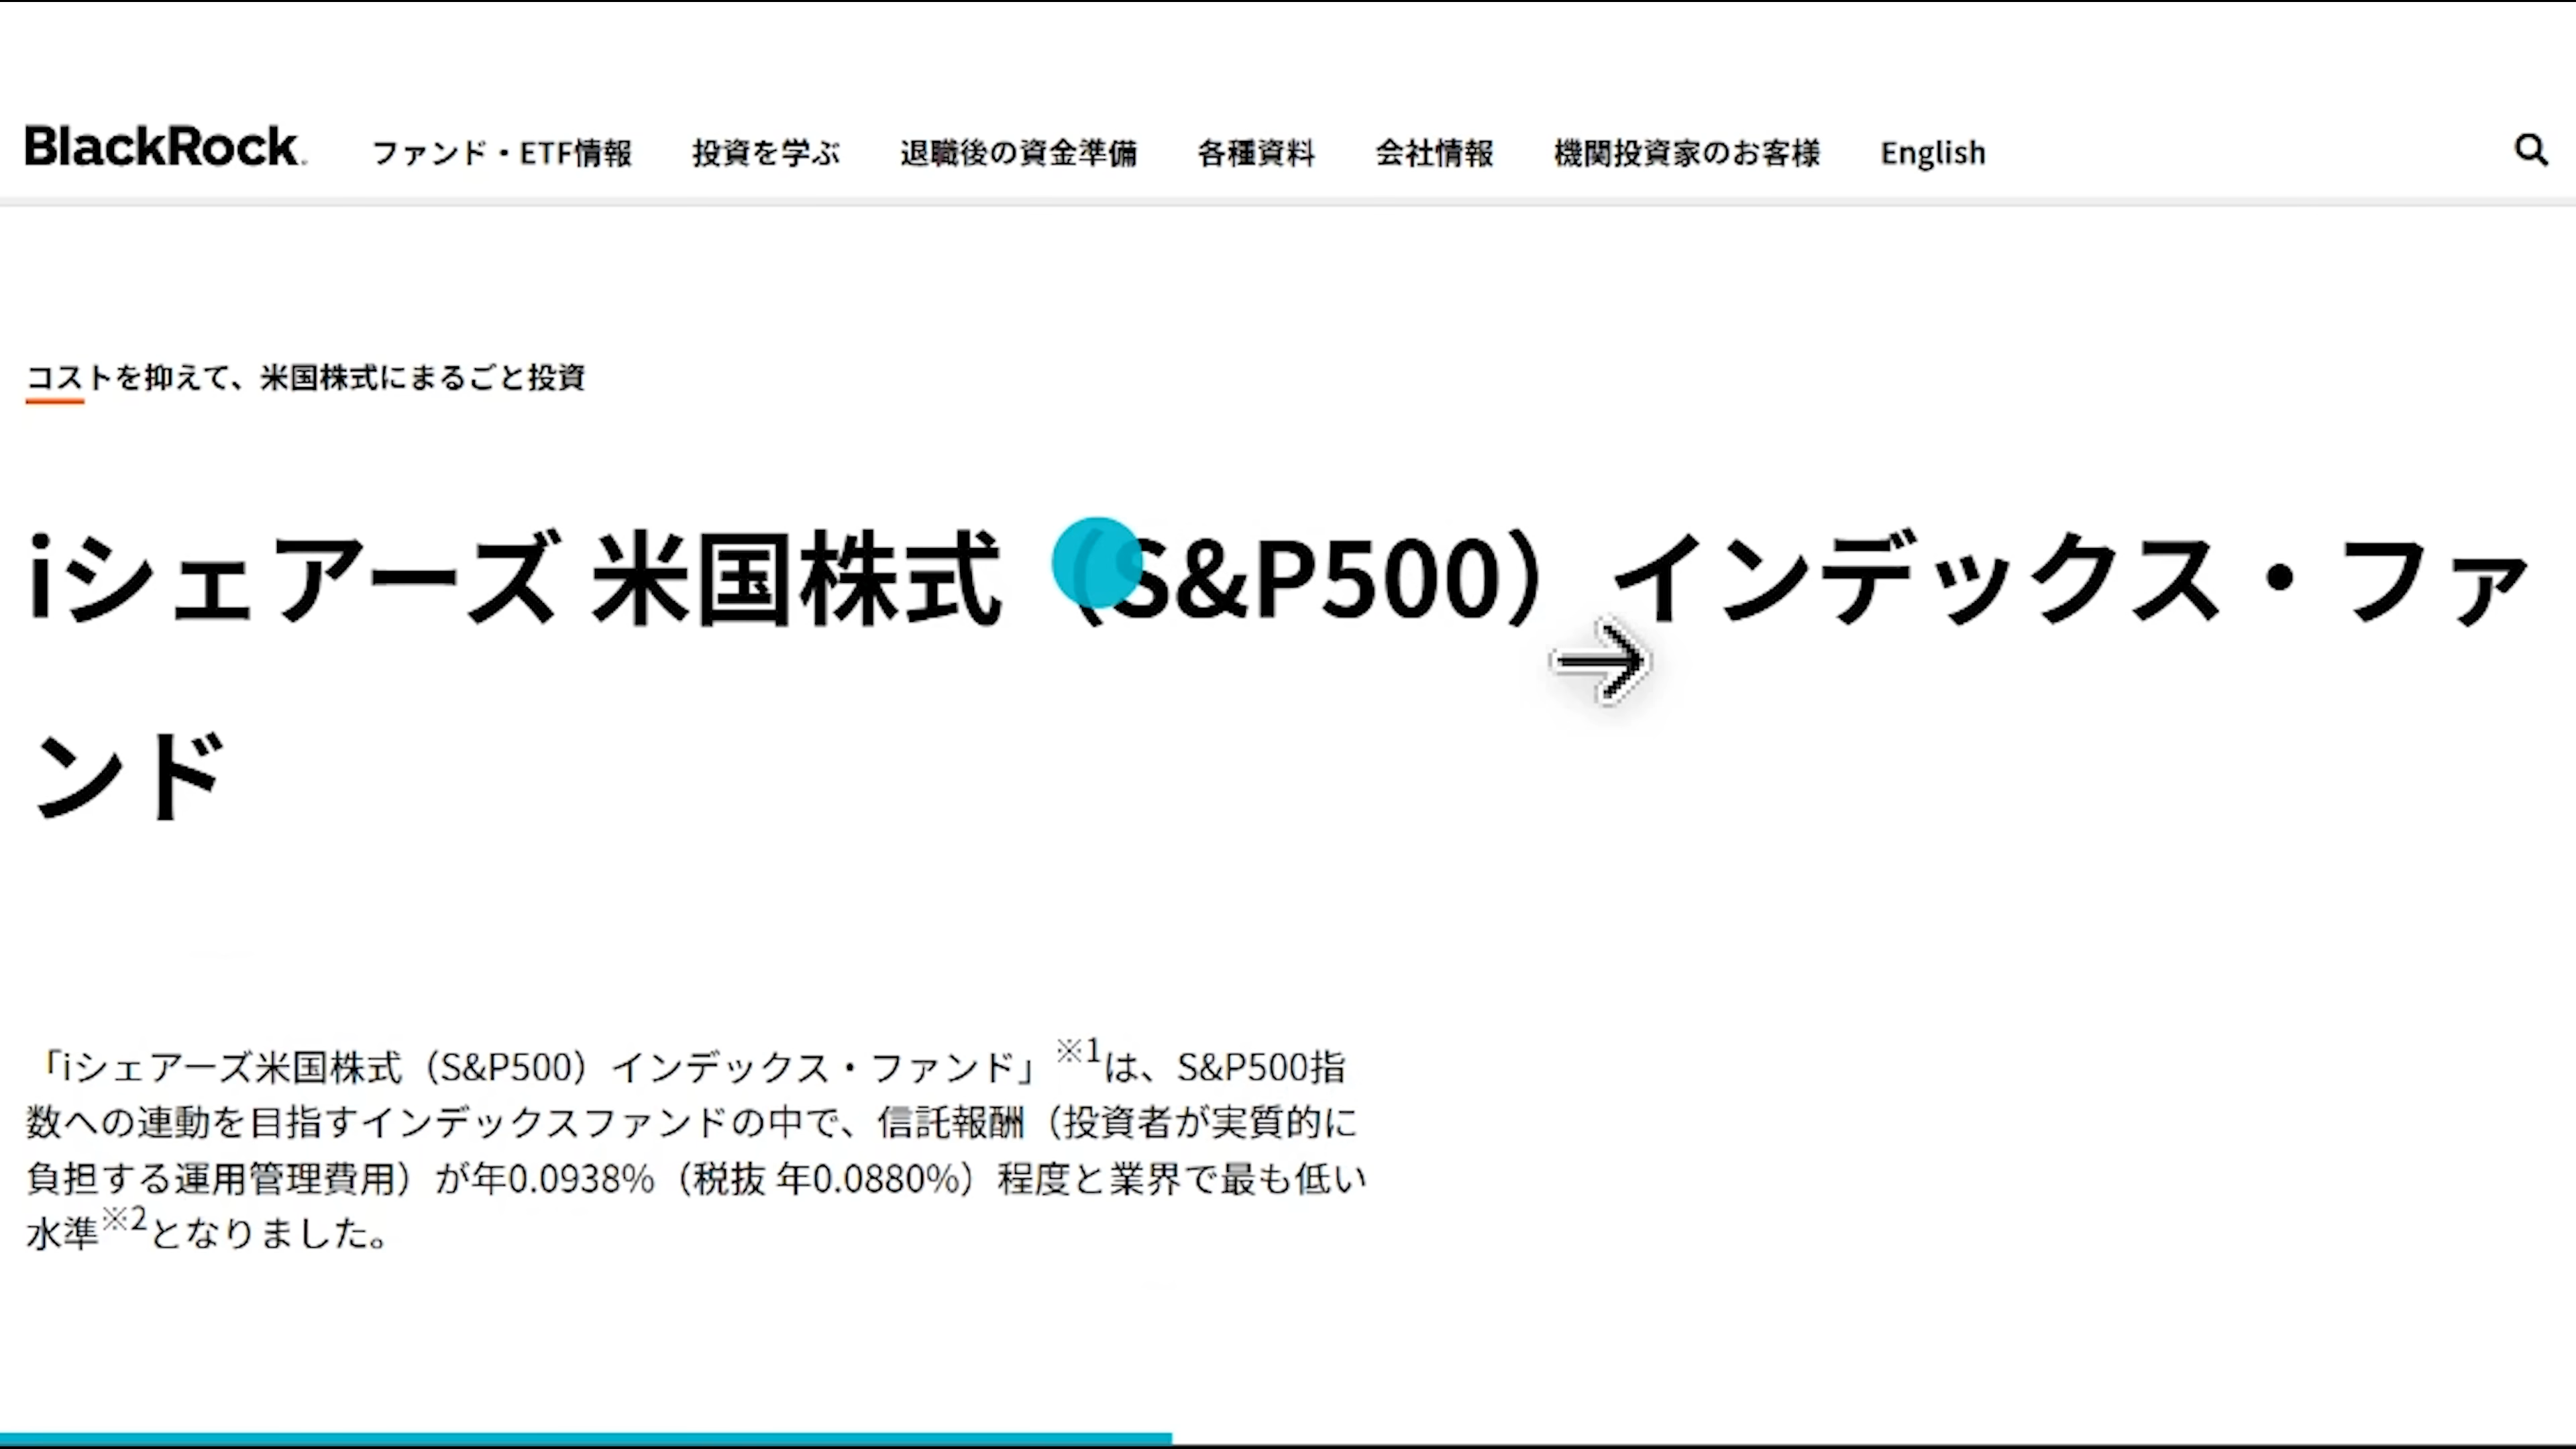 BlackRock.
ファンド・ETF情報 投資を学ぶ 退職後の資金準備 各種資料 会社情報 機関投資家のお客様 English
コストを抑えて、米国株式にまるごと投資
iシェアーズ 米国株式（S&P500）インデックス・ファ
ンド
「iシェアーズ米国株式（S&P500）インデックス・ファンド」※1は、S&P500指
数への連動を目指すインデックスファンドの中で、信託報酬（投資者が実質的に
負担する運用管理費用）が年0.0938%（税抜 年0.0880%）程度と業界で最も低い
水準※2となりました。